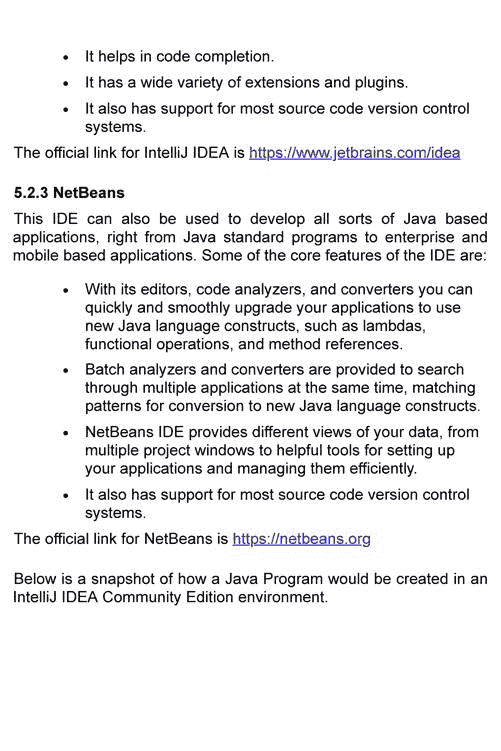 • It helps in code completion.
• It has a wide variety of extensions and plugins.
• It also has support for most source code version control
systems.
The official link for IntelliJ IDEA is https://www.jetbrains.com/idea
5.2.3 NetBeans
This IDE can also be used to develop all sorts of Java based
applications, right from Java standard programs to enterprise and
mobile based applications. Some of the core features of the IDE are:
• With its editors, code analyzers, and converters you can
quickly and smoothly upgrade your applications to use
new Java language constructs, such as lambdas,
functional operations, and method references.
• Batch analyzers and converters are provided to search
through multiple applications at the same time, matching
patterns for conversion to new Java language constructs.
• NetBeans IDE provides different views of your data, from
multiple project windows to helpful tools for setting up
your applications and managing them efficiently.
• It also has support for most source code version control
systems.
The official link for NetBeans is https://netbeans.org
Below is a snapshot of how a Java Program would be created in an
IntelliJ IDEA Community Edition environment.